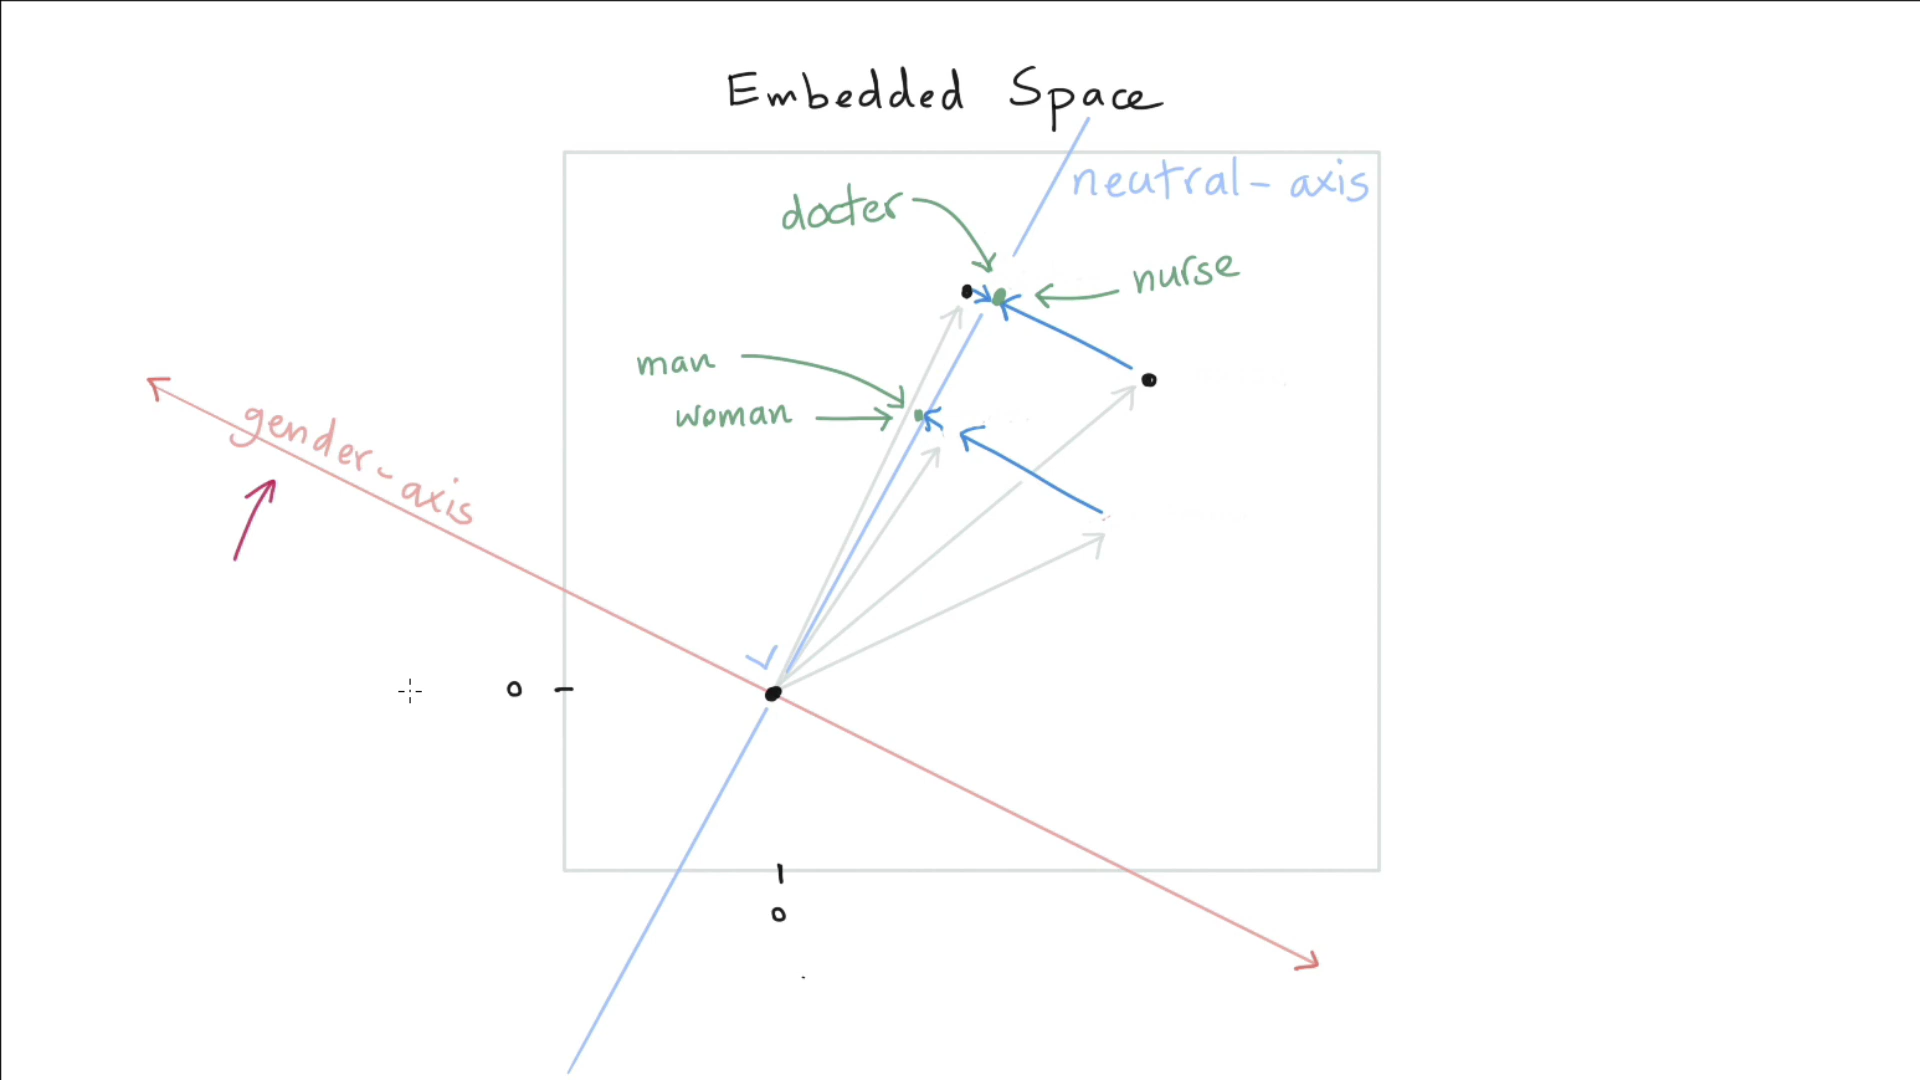 Embedded Space
neutral-axis
docter
nurse
man
woman
gender-axis
0
0